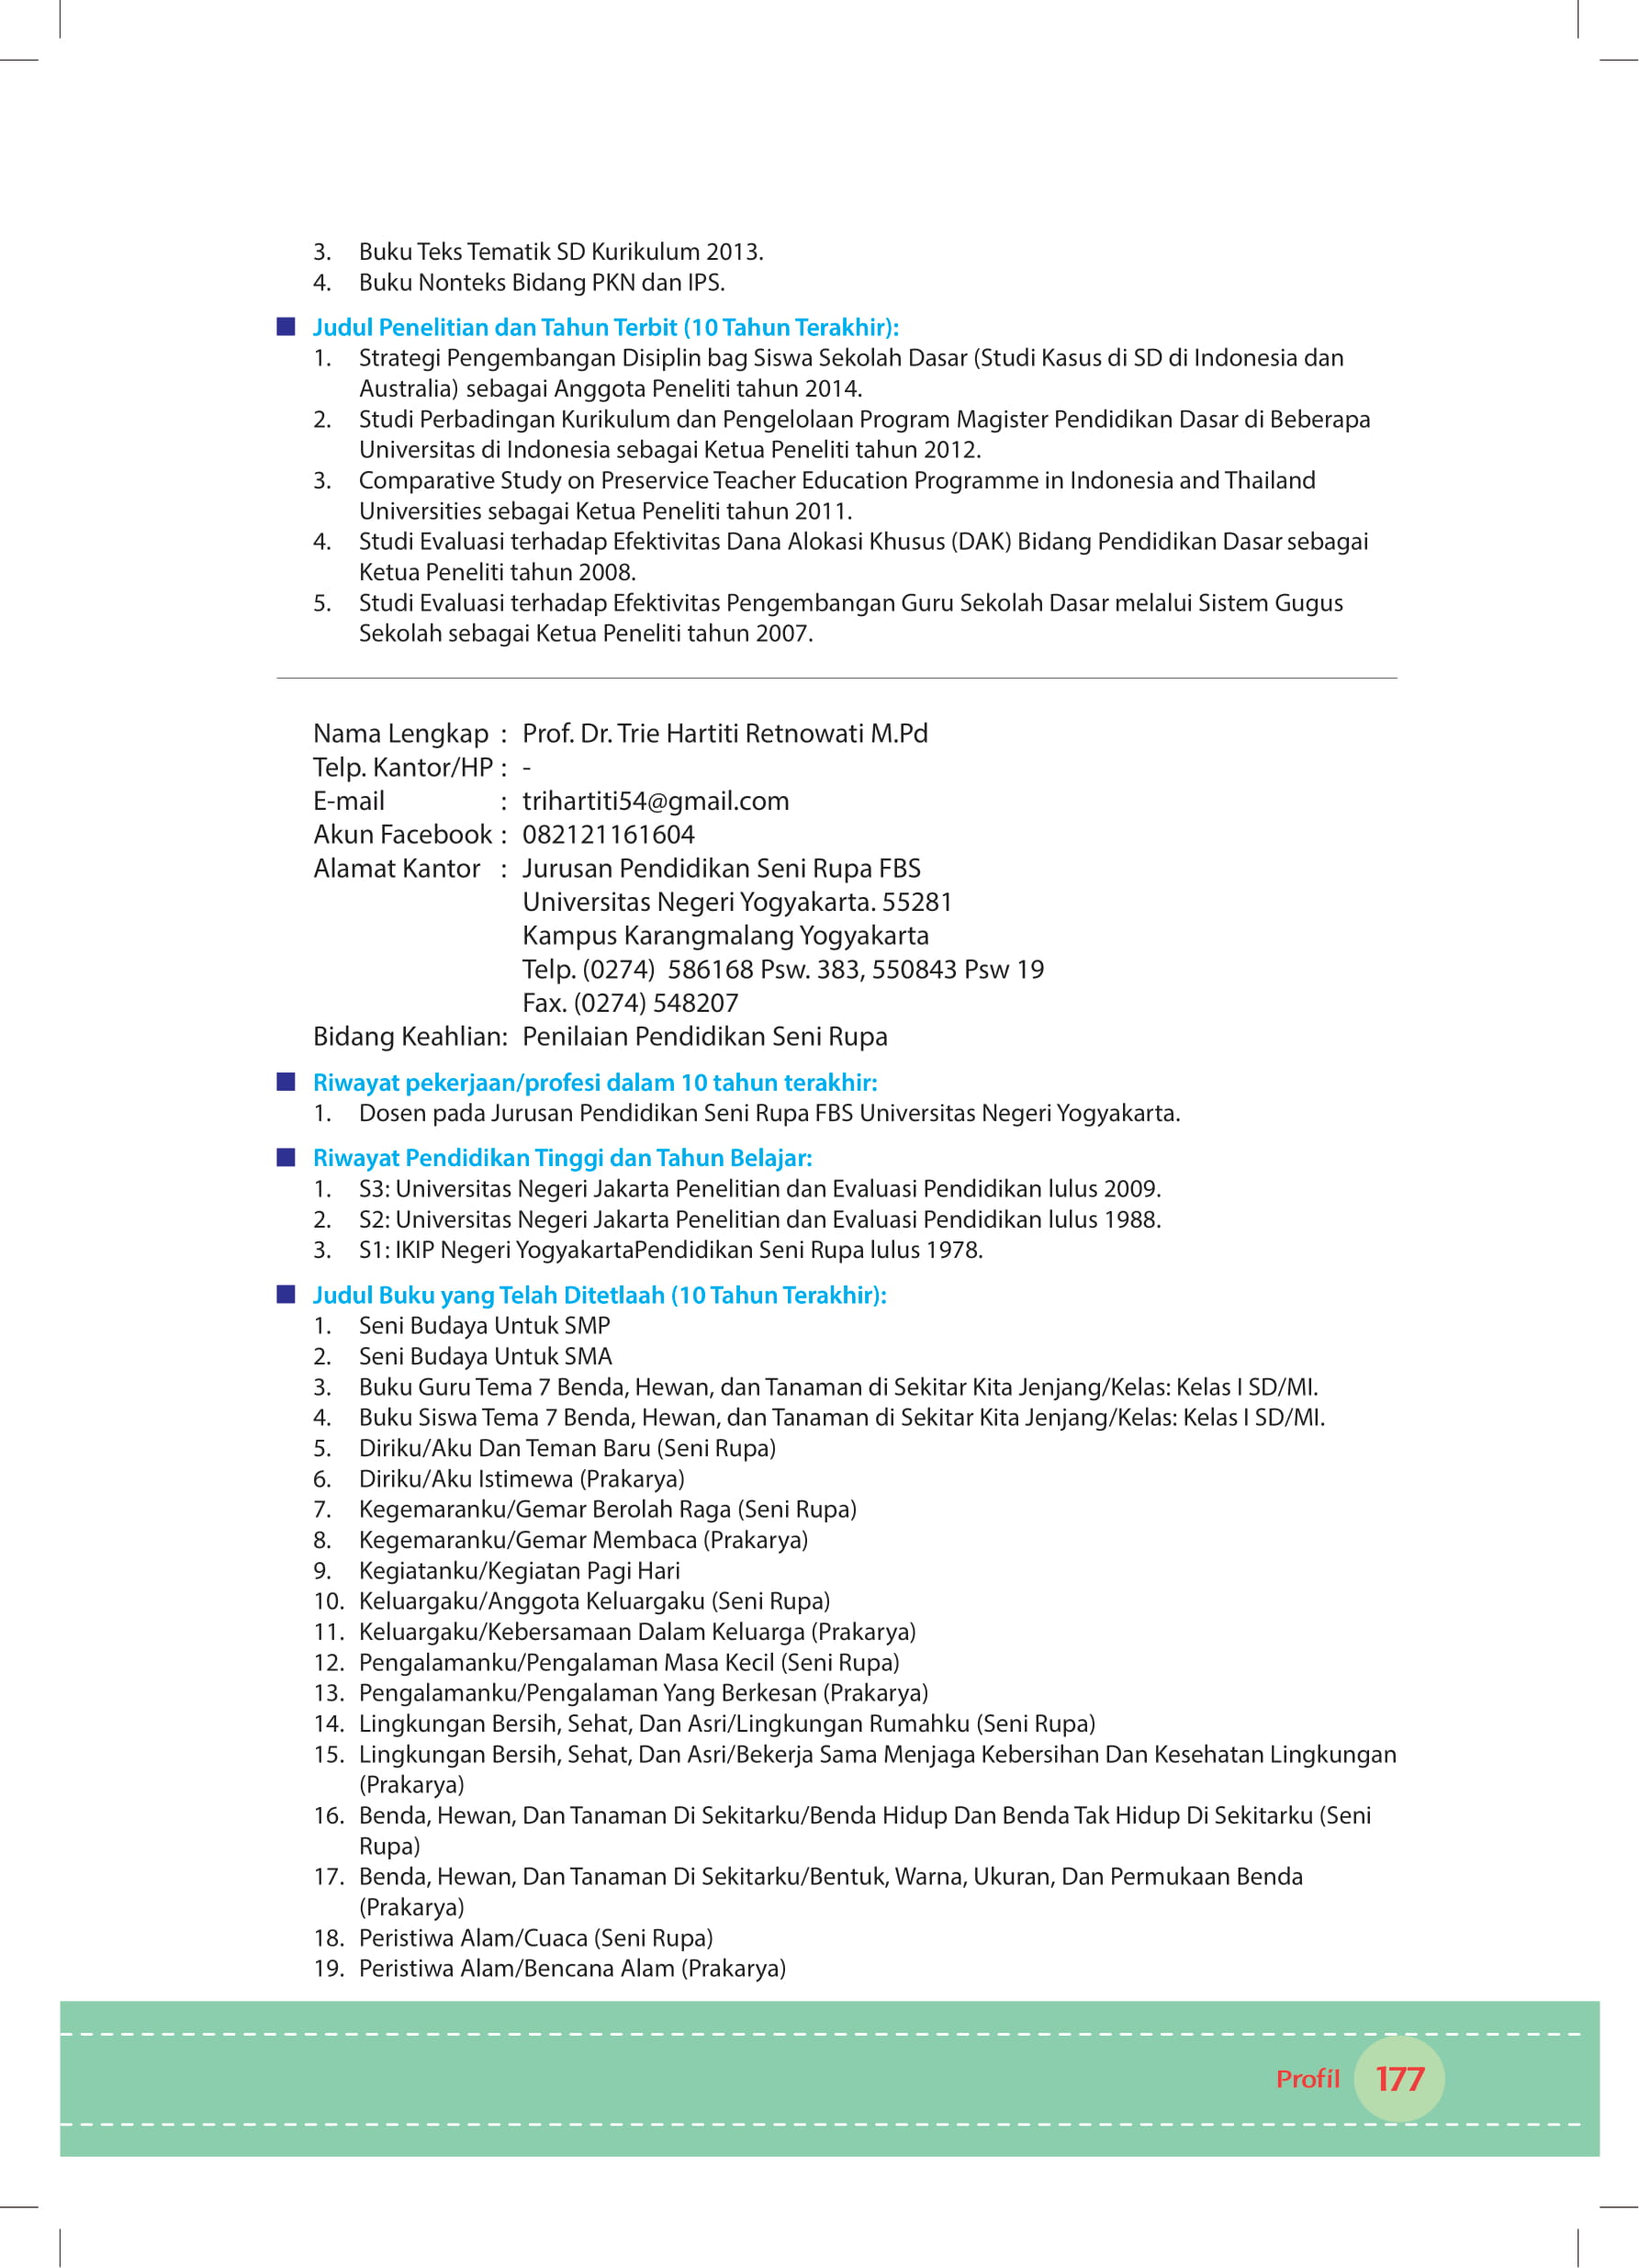 3. Buku Teks Tematik SD Kurikulum 2013.
4. Buku Nonteks Bidang PKN dan IPS.
Judul Penelitian dan Tahun Terbit (10 Tahun Terakhir):
1. Strategi Pengembangan Disiplin bag Siswa Sekolah Dasar (Studi Kasus di SD di Indonesia dan
Australia) sebagai Anggota Peneliti tahun 2014.
2. Studi Perbadingan Kurikulum dan Pengelolaan Program Magister Pendidikan Dasar di Beberapa
Universitas di Indonesia sebagai Ketua Peneliti tahun 2012.
3. Comparative Study on Preservice Teacher Education Programme in Indonesia and Thailand
Universities sebagai Ketua Peneliti tahun 2011.
4. Studi Evaluasi terhadap Efektivitas Dana Alokasi Khusus (DAK) Bidang Pendidikan Dasar sebagai
Ketua Peneliti tahun 2008.
5. Studi Evaluasi terhadap Efektivitas Pengembangan Guru Sekolah Dasar melalui Sistem Gugus
Sekolah sebagai Ketua Peneliti tahun 2007.
Nama Lengkap : Prof. Dr. Trie Hartiti Retnowati M.Pd
Telp. Kantor/HP : -
E-mail : trihartiti54@gmail.com
Akun Facebook : 082121161604
Alamat Kantor : Jurusan Pendidikan Seni Rupa FBS
Universitas Negeri Yogyakarta. 55281
Kampus Karangmalang Yogyakarta
Telp. (0274) 586168 Psw. 383, 550843 Psw 19
Fax. (0274) 548207
Bidang Keahlian: Penilaian Pendidikan Seni Rupa
Riwayat pekerjaan/profesi dalam 10 tahun terakhir:
1. Dosen pada Jurusan Pendidikan Seni Rupa FBS Universitas Negeri Yogyakarta.
Riwayat Pendidikan Tinggi dan Tahun Belajar:
1. S3: Universitas Negeri Jakarta Penelitian dan Evaluasi Pendidikan lulus 2009.
2. S2: Universitas Negeri Jakarta Penelitian dan Evaluasi Pendidikan lulus 1988.
3. S1: IKIP Negeri YogyakartaPendidikan Seni Rupa lulus 1978.
Judul Buku yang Telah Ditetlaah (10 Tahun Terakhir):
1. Seni Budaya Untuk SMP
2. Seni Budaya Untuk SMA
3. Buku Guru Tema 7 Benda, Hewan, dan Tanaman di Sekitar Kita Jenjang/Kelas: Kelas I SD/MI.
4. Buku Siswa Tema 7 Benda, Hewan, dan Tanaman di Sekitar Kita Jenjang/Kelas: Kelas I SD/MI.
5. Diriku/Aku Dan Teman Baru (Seni Rupa)
6. Diriku/Aku Istimewa (Prakarya)
7. Kegemaranku/Gemar Berolah Raga (Seni Rupa)
8. Kegemaranku/Gemar Membaca (Prakarya)
9. Kegiatanku/Kegiatan Pagi Hari
10. Keluargaku/Anggota Keluargaku (Seni Rupa)
11. Keluargaku/Kebersamaan Dalam Keluarga (Prakarya)
12. Pengalamanku/Pengalaman Masa Kecil (Seni Rupa)
13. Pengalamanku/Pengalaman Yang Berkesan (Prakarya)
14. Lingkungan Bersih, Sehat, Dan Asri/Lingkungan Rumahku (Seni Rupa)
15. Lingkungan Bersih, Sehat, Dan Asri/Bekerja Sama Menjaga Kebersihan Dan Kesehatan Lingkungan
(Prakarya)
16. Benda, Hewan, Dan Tanaman Di Sekitarku/Benda Hidup Dan Benda Tak Hidup Di Sekitarku (Seni
Rupa)
17. Benda, Hewan, Dan Tanaman Di Sekitarku/Bentuk, Warna, Ukuran, Dan Permukaan Benda
(Prakarya)
18. Peristiwa Alam/Cuaca (Seni Rupa)
19. Peristiwa Alam/Bencana Alam (Prakarya)
Profil 177